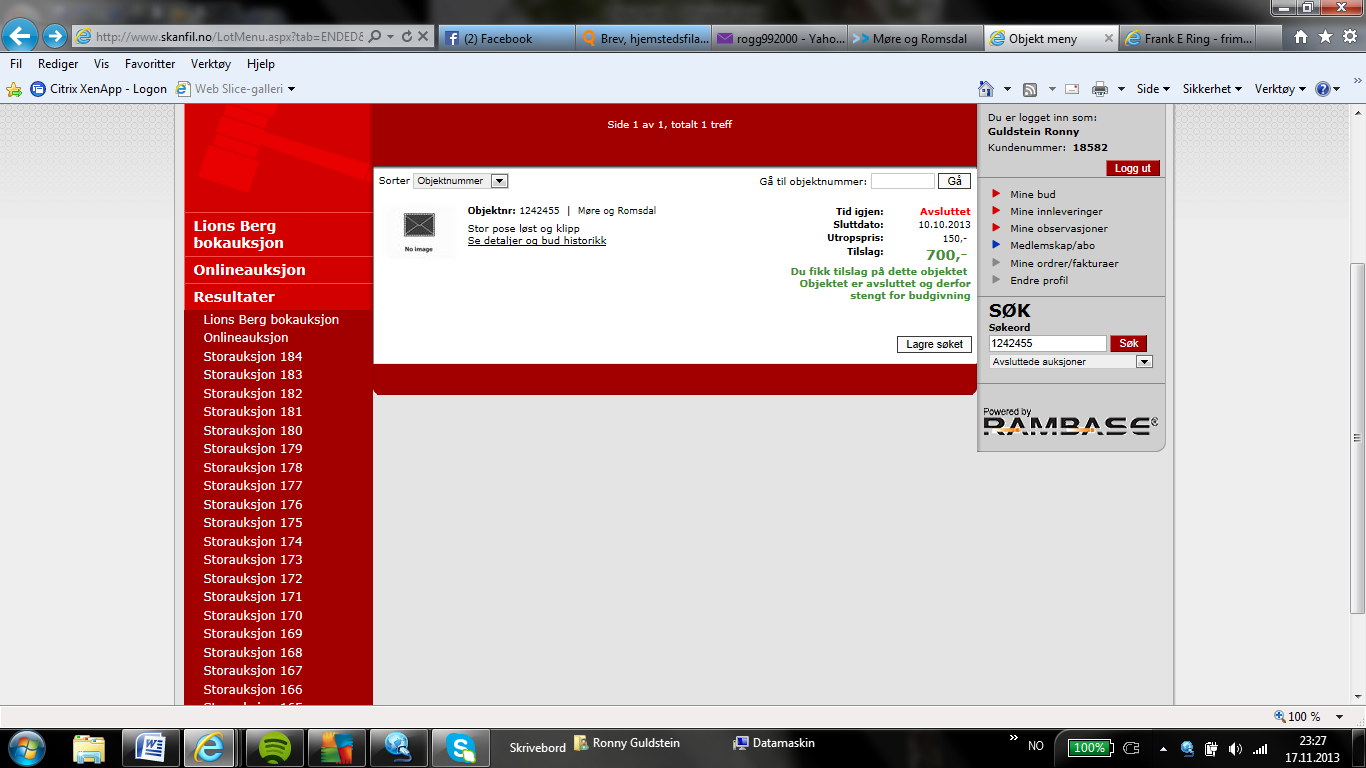 http://www.skanfil.no/LotMenu.aspx?tab=ENDED&
(2) Facebook
Brev, hjemstedsfila...
rogg992000 - Yahoo...
Møre og Romsdal
Objekt meny
Frank E Ring - frim...
Fil Rediger Vis Favoritter Verktøy Hjelp
Citrix XenApp - Logon Web Slice-galleri
Side Sikkerhet Verktøy
Side 1 av 1, totalt 1 treff
Sorter Objektnummer
Gå til objektnummer: Gå
No image
Objektnr: 1242455 | Møre og Romsdal
Stor pose løst og klipp
Se detaljer og bud historikk
Tid igjen: Avsluttet
Sluttdato: 10.10.2013
Utropspris: 150,-
Tilslag: 700,-
Du fikk tilslag på dette objektet
Objektet er avsluttet og derfor
stengt for budgivning
Lagre søket
Lions Berg
bokauksjon
Onlineauksjon
Resultater
Lions Berg bokauksjon
Onlineauksjon
Storauksjon 184
Storauksjon 183
Storauksjon 182
Storauksjon 181
Storauksjon 180
Storauksjon 179
Storauksjon 178
Storauksjon 177
Storauksjon 176
Storauksjon 175
Storauksjon 174
Storauksjon 173
Storauksjon 172
Storauksjon 171
Storauksjon 170
Storauksjon 169
Storauksjon 168
Storauksjon 167
Storauksjon 166
Du er logget inn som:
Guldstein Ronny
Kundenummer: 18582
Logg ut
Mine bud
Mine innleveringer
Mine observasjoner
Medlemskap/abo
Mine ordrer/fakturaer
Endre profil
SØK
Søkeord
1242455 Søk
Avsluttede auksjoner
Powered by
RAMBASE®
100 %
Skrivebord Ronny Guldstein Datamaskin
NO 100% 23:27
17.11.2013